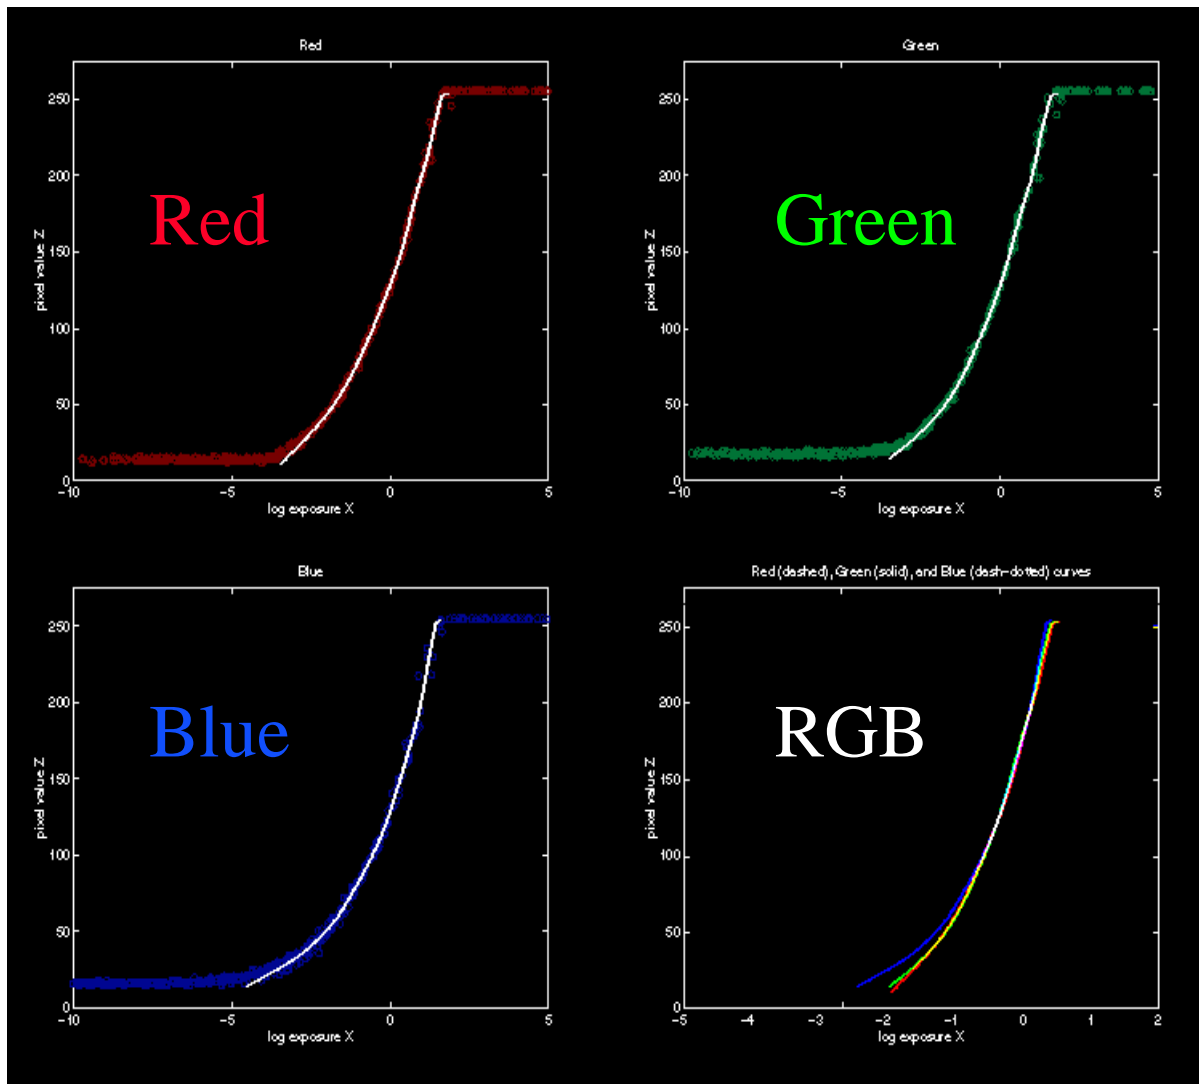 Red
250
200
150
100
50
0
pixel value Z
Red
-10
-5
0
5
log exposure X
Green
250
200
150
100
50
0
pixel value Z
Green
-10
-5
0
5
log exposure X
Blue
250
200
150
100
50
0
pixel value Z
Blue
-10
-5
0
5
log exposure X
Red (dashed), Green (solid), and Blue (dash-dotted) curves
250
200
150
100
50
0
pixel value Z
RGB
-5
-4
-3
-2
-1
0
1
2
log exposure X